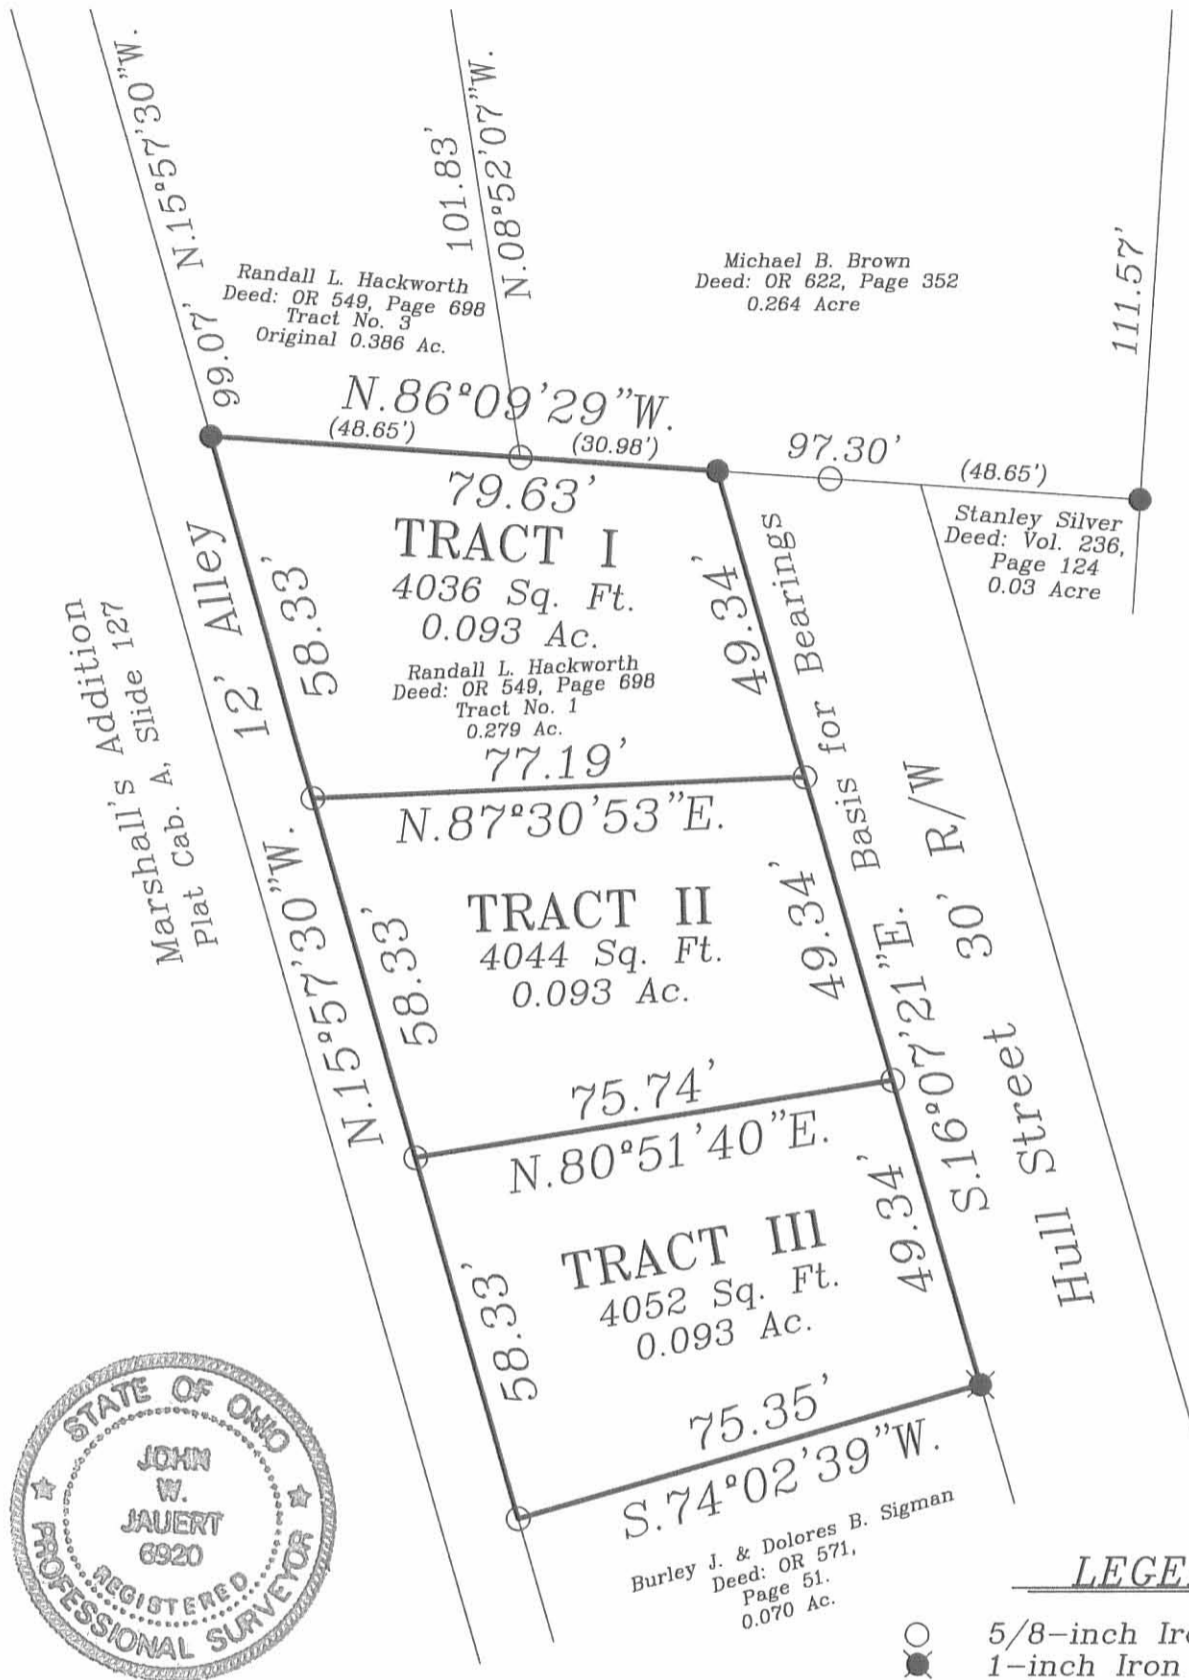 N.15°57'30"W.
99.07'
101.83'
N.08°52'07"W.
111.57'
Randall L. Hackworth
Deed: OR 549, Page 698
Tract No. 3
Original 0.386 Ac.
Michael B. Brown
Deed: OR 622, Page 352
0.264 Acre
N.86°09'29"W.
(48.65')
(30.98')
79.63'
97.30'
(48.65')
Stanley Silver
Deed: Vol. 236,
Page 124
0.03 Acre
TRACT I
4036 Sq. Ft.
0.093 Ac.
Randall L. Hackworth
Deed: OR 549, Page 698
Tract No. 1
0.279 Ac.
58.33'
49.34'
12' Alley
Marshall's Addition
Plat Cab. A, Slide 127
77.19'
N.87°30'53"E.
TRACT II
4044 Sq. Ft.
0.093 Ac.
58.33'
49.34'
N.15°57'30"W.
S.16°07'21"E. Basis for Bearings
Hull Street 30' R/W
75.74'
N.80°51'40"E.
TRACT III
4052 Sq. Ft.
0.093 Ac.
58.33'
49.34'
75.35'
S.74°02'39"W.
Burley J. & Dolores B. Sigman
Deed: OR 571,
Page 51.
0.070 Ac.
STATE OF OHIO
JOHN
W.
JAUERT
6920
REGISTERED
PROFESSIONAL SURVEYOR
LEGE
5/8-inch Ir
1-inch Iron